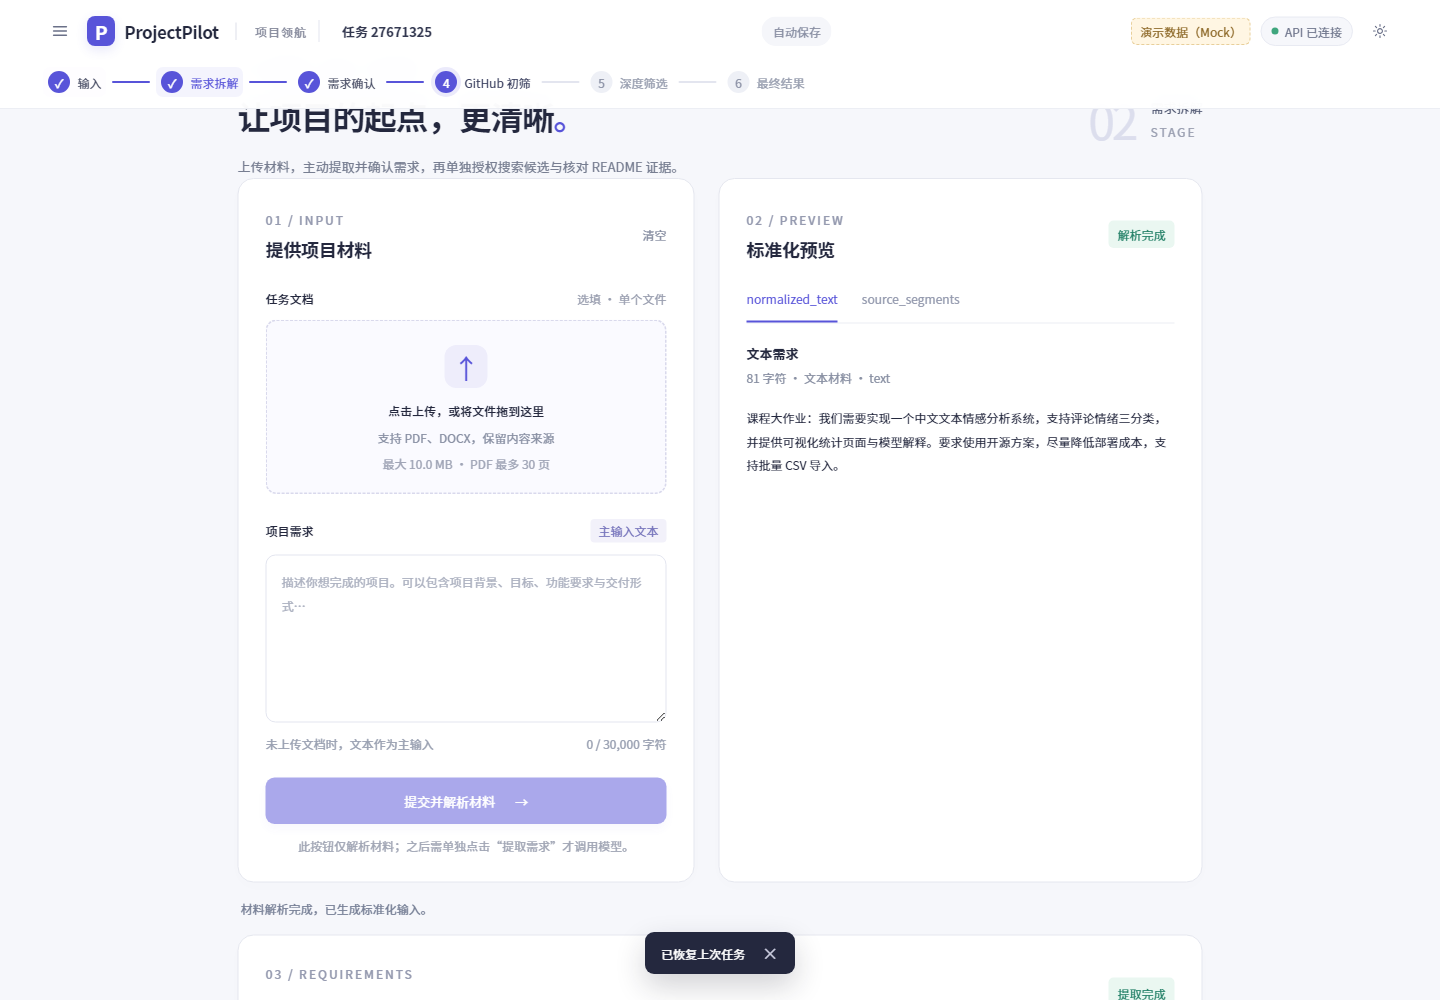 P ProjectPilot 项目领航 任务 27671325 自动保存 演示数据（Mock） API 已连接
✓ 输入 ✓ 需求拆解 ✓ 需求确认 4 GitHub 初筛 5 深度筛选 6 最终结果
让项目的起点，更清晰。
02 需求拆解
STAGE
上传材料，主动提取并确认需求，再单独授权搜索候选与核对 README 证据。
01 / INPUT
提供项目材料
清空
任务文档 选填 · 单个文件
↑
点击上传，或将文件拖到这里
支持 PDF、DOCX，保留内容来源
最大 10.0 MB · PDF 最多 30 页
项目需求 主输入文本
描述你想完成的项目。可以包含项目背景、目标、功能要求与交付形
式…
未上传文档时，文本作为主输入 0 / 30,000 字符
提交并解析材料 →
此按钮仅解析材料；之后需单独点击“提取需求”才调用模型。
02 / PREVIEW
标准化预览
解析完成
normalized_text source_segments
文本需求
81 字符 · 文本材料 · text
课程大作业：我们需要实现一个中文文本情感分析系统，支持评论情绪三分类，
并提供可视化统计页面与模型解释。要求使用开源方案，尽量降低部署成本，支
持批量 CSV 导入。
材料解析完成，已生成标准化输入。
已恢复上次任务
03 / REQUIREMENTS
提取完成